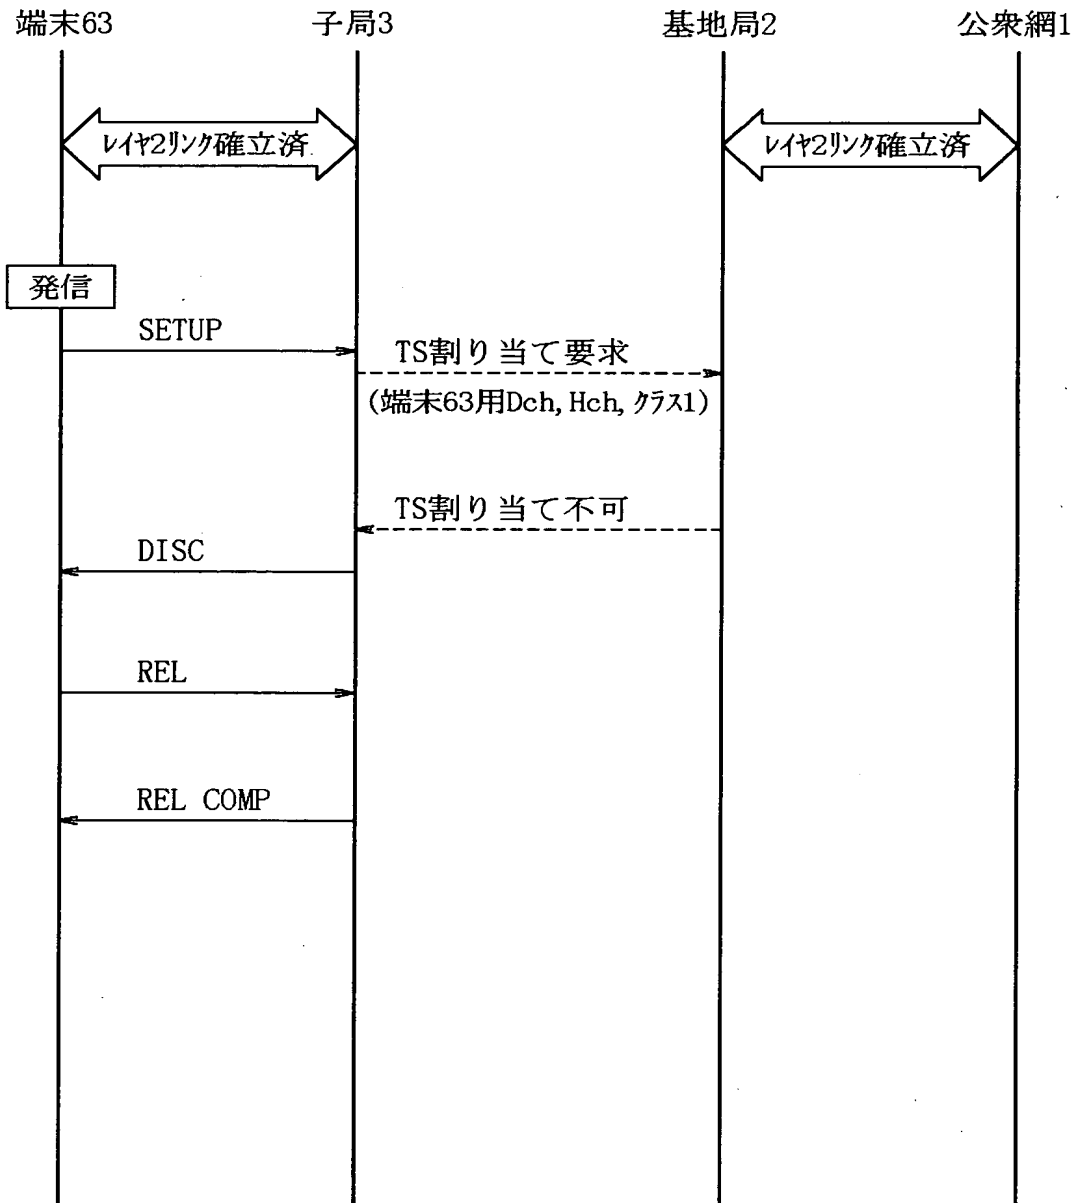 端末63 子局3 基地局2 公衆網1
ﾚｲﾔ2ﾘﾝｸ確立済 ﾚｲﾔ2ﾘﾝｸ確立済
発信
SETUP
TS割り当て要求
(端末63用Dch, Hch, ｸﾗｽ1)
TS割り当て不可
DISC
REL
REL COMP